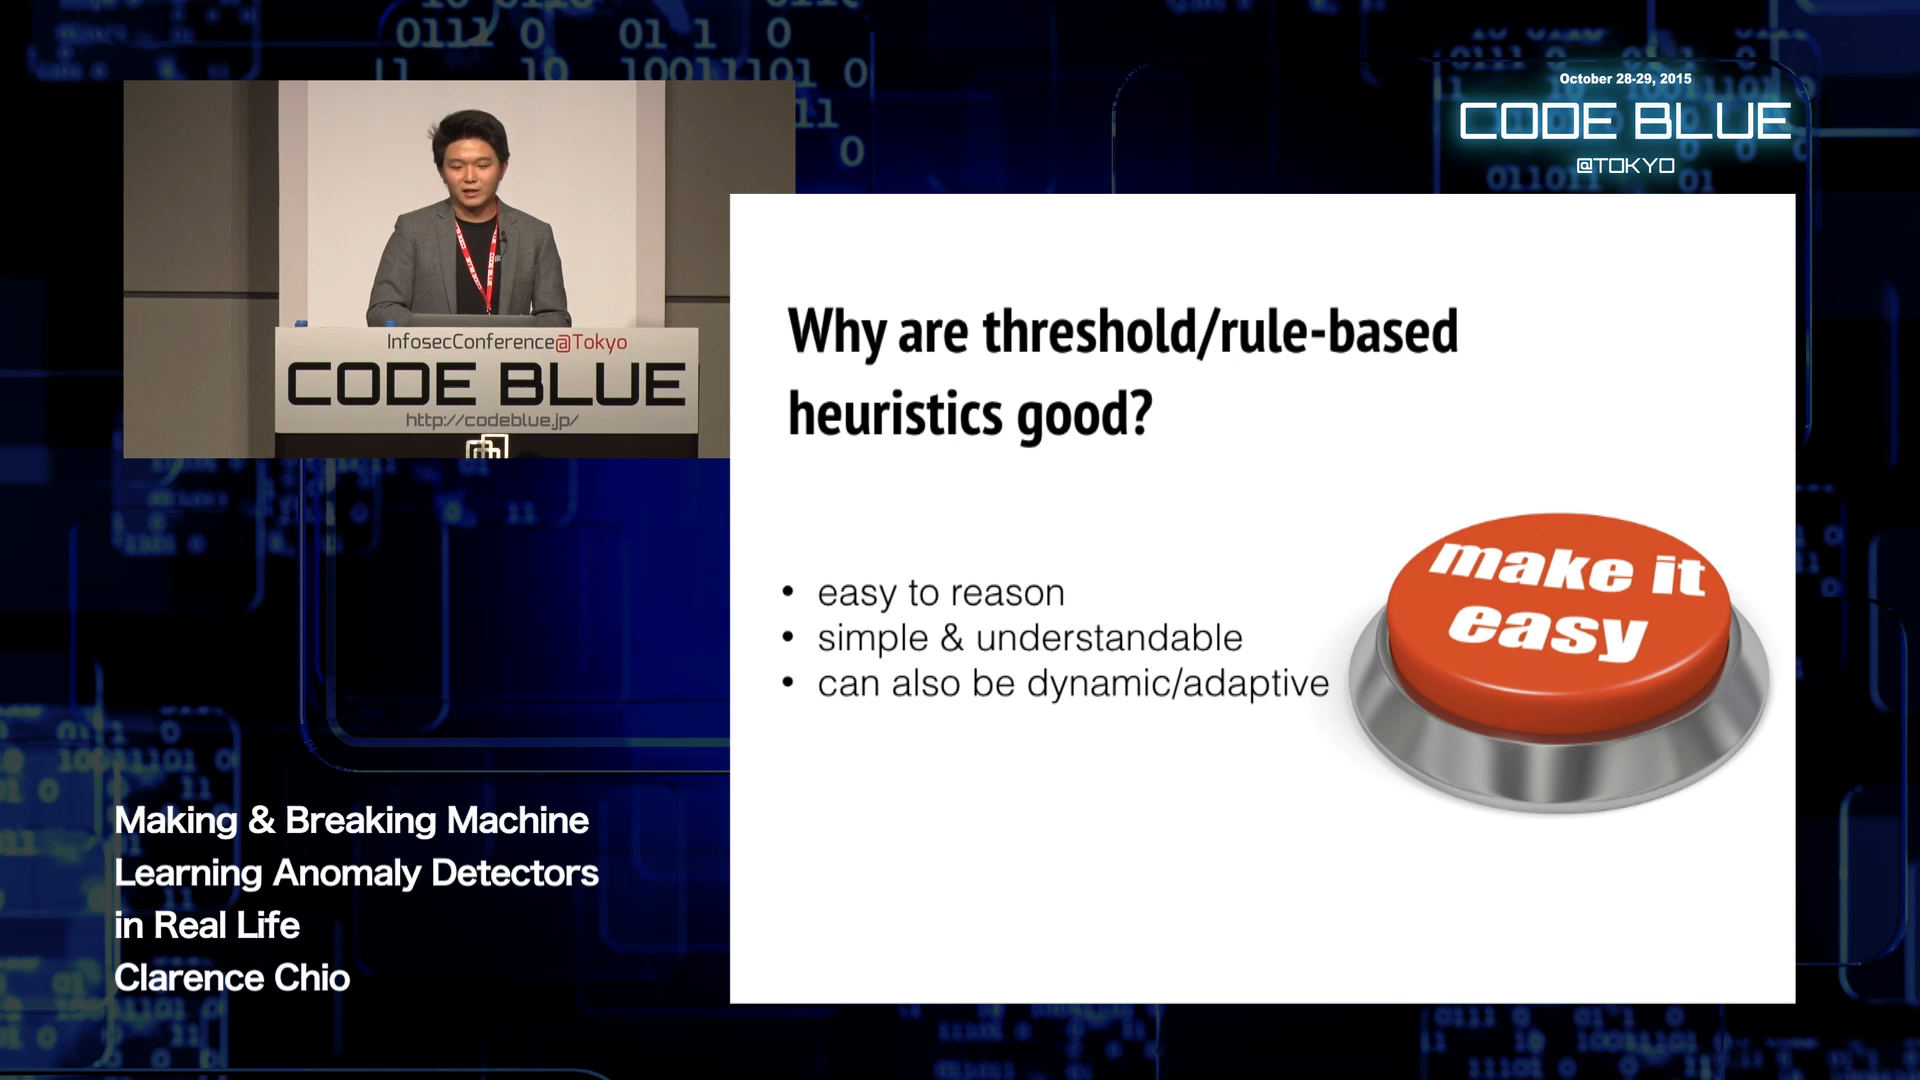 October 28-29, 2015
CODE BLUE
@TOKYO
InfosecConference@Tokyo
CODE BLUE
http://codeblue.jp/
Why are threshold/rule-based
heuristics good?
• easy to reason
• simple & understandable
• can also be dynamic/adaptive
make it
easy
Making & Breaking Machine
Learning Anomaly Detectors
in Real Life
Clarence Chio